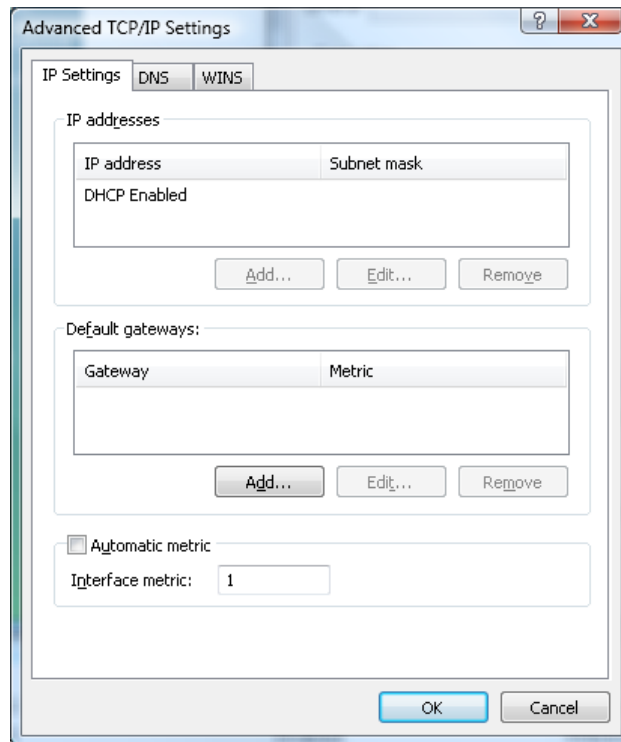 Advanced TCP/IP Settings
?
IP Settings DNS WINS
IP addresses
IP address Subnet mask
DHCP Enabled
Add... Edit... Remove
Default gateways:
Gateway Metric
Add... Edit... Remove
Automatic metric
Interface metric: 1
OK Cancel